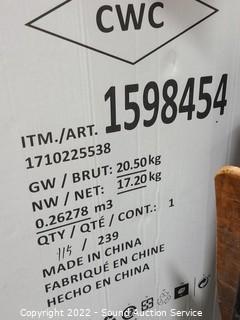 CWC
ITM./ART. 1598454
1710225538
GW / BRUT: 20.50 kg
NW / NET: 17.20 kg
0.26278 m3
QTY / QTÉ / CONT.: 1
115 / 239
MADE IN CHINA
FABRIQUÉ EN CHINE
HECHO EN CHINA
Copyright 2022 - Sound Auction Service